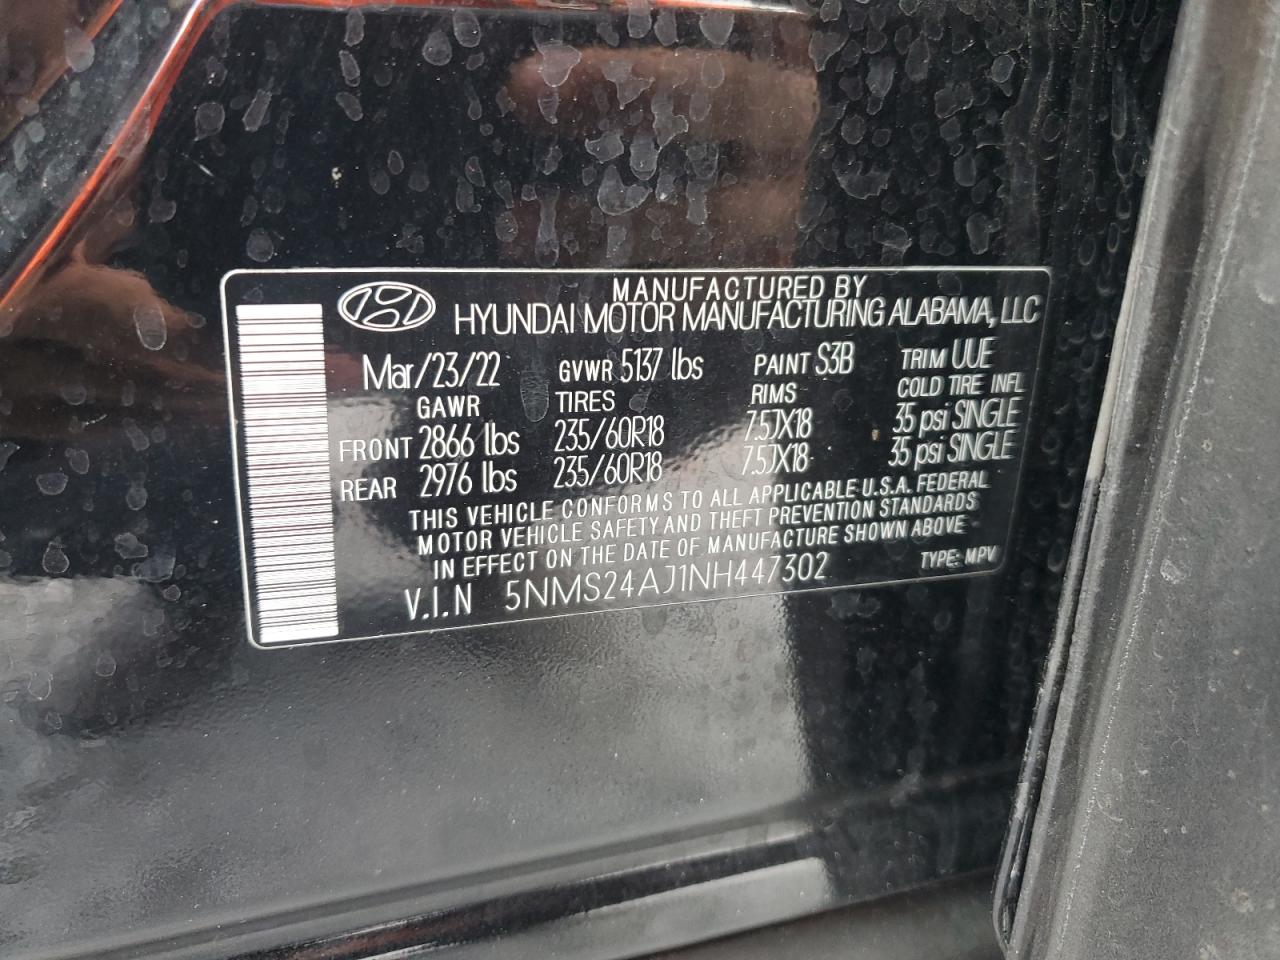 MANUFACTURED BY
HYUNDAI MOTOR MANUFACTURING ALABAMA, LLC
Mar/23/22 GVWR 5137 lbs PAINT S3B TRIM UUE
GAWR TIRES RIMS COLD TIRE INFL
FRONT 2866 lbs 235/60R18 7.5JX18 35 psi SINGLE
REAR 2976 lbs 235/60R18 7.5JX18 35 psi SINGLE
THIS VEHICLE CONFORMS TO ALL APPLICABLE U.S.A. FEDERAL
MOTOR VEHICLE SAFETY AND THEFT PREVENTION STANDARDS
IN EFFECT ON THE DATE OF MANUFACTURE SHOWN ABOVE
V.I.N 5NMS24AJ1NH447302 TYPE: MPV